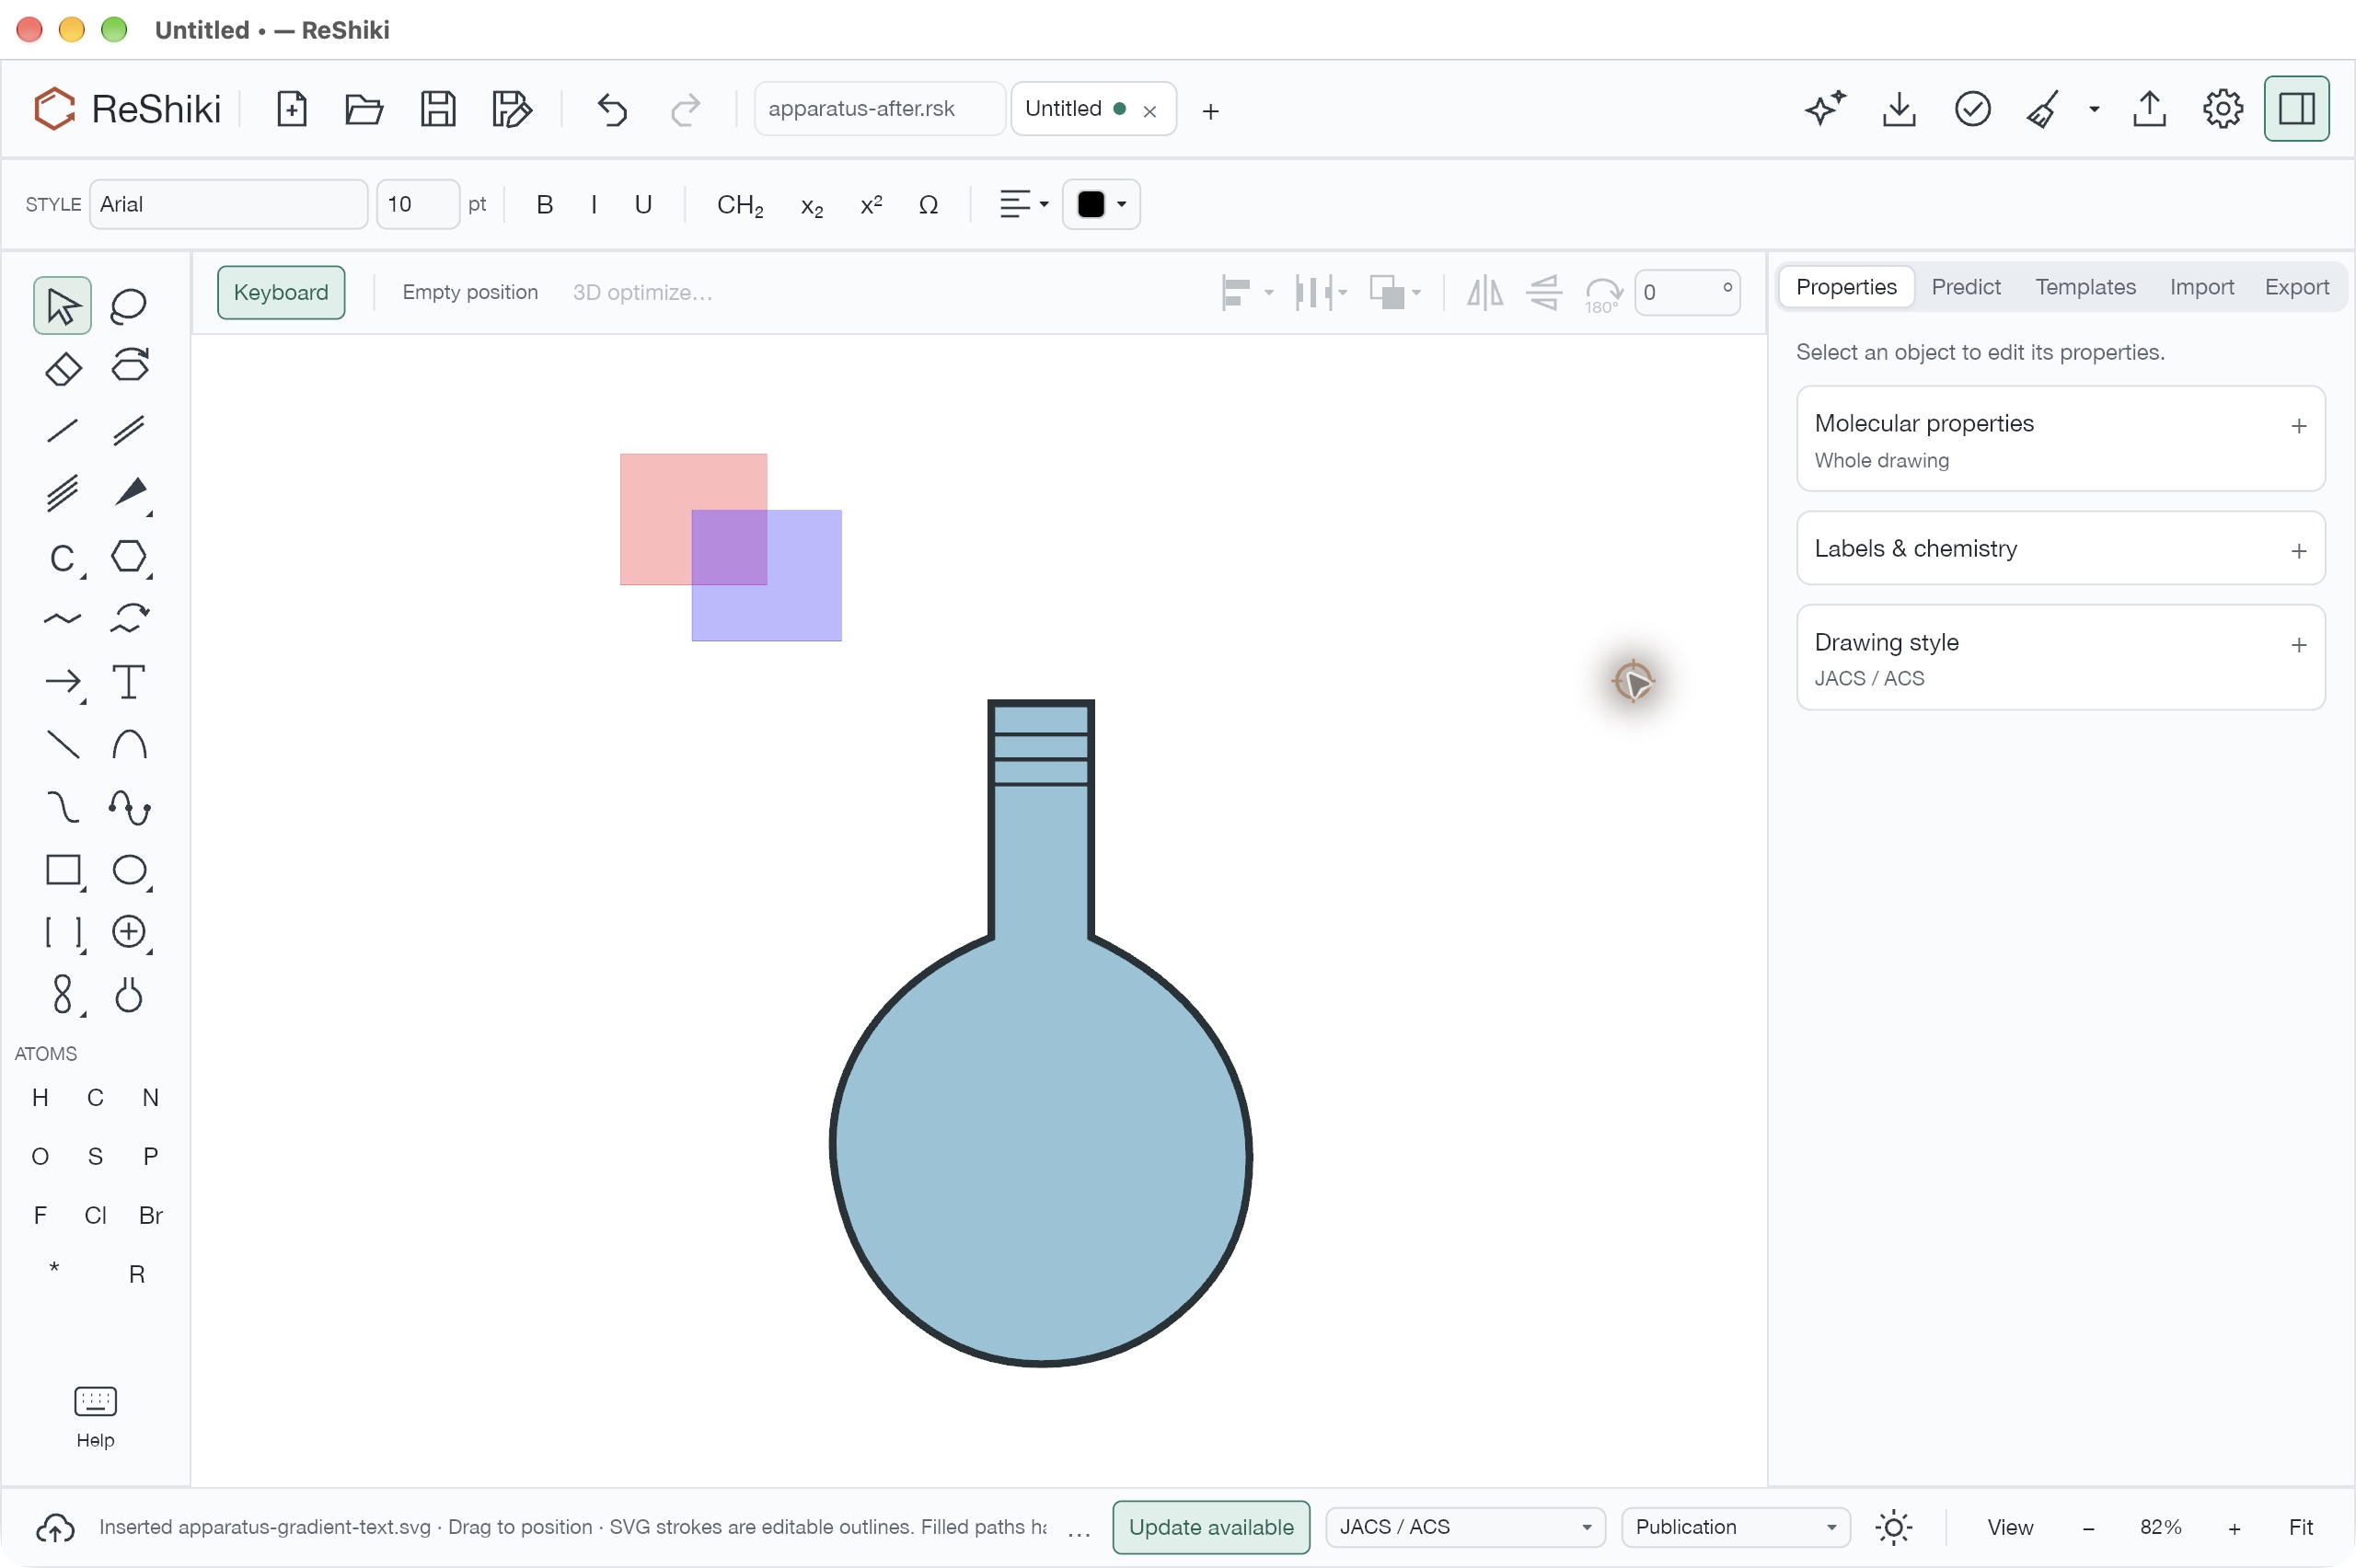 Untitled • — ReShiki
ReShiki
apparatus-after.rsk
Untitled
STYLE Arial 10 pt B I U CH₂ x₂ x² Ω
Keyboard Empty position 3D optimize... 180° 0 °
Properties Predict Templates Import Export
Select an object to edit its properties.
Molecular properties
Whole drawing
Labels & chemistry
Drawing style
JACS / ACS
C
T
ATOMS
H C N
O S P
F Cl Br
* R
Help
Inserted apparatus-gradient-text.svg · Drag to position · SVG strokes are editable outlines. Filled paths ... Update available JACS / ACS Publication View − 82% + Fit